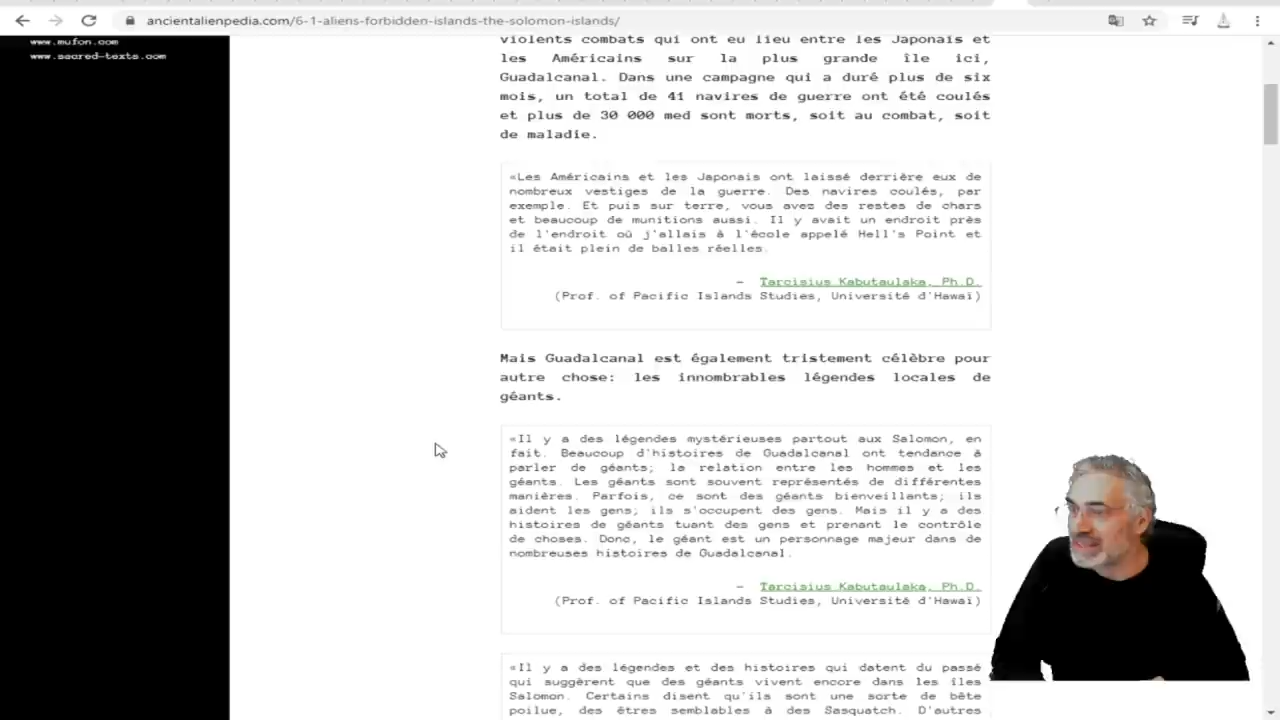 ancientalienpedia.com/6-1-aliens-forbidden-islands-the-solomon-islands/
www.mufon.com
www.sacred-texts.com
violents combats qui ont eu lieu entre les Japonais et
les Américains sur la plus grande île ici,
Guadalcanal. Dans une campagne qui a duré plus de six
mois, un total de 41 navires de guerre ont été coulés
et plus de 30 000 med sont morts, soit au combat, soit
de maladie.
«Les Américains et les Japonais ont laissé derrière eux de
nombreux vestiges de la guerre. Des navires coulés, par
exemple. Et puis sur terre, vous avez des restes de chars
et beaucoup de munitions aussi. Il y avait un endroit près
de l'endroit où j'allais à l'école appelé Hell's Point et
il était plein de balles réelles.
– Tarcisius Kabutaulaka, Ph.D.
(Prof. of Pacific Islands Studies, Université d'Hawaï)
Mais Guadalcanal est également tristement célèbre pour
autre chose: les innombrables légendes locales de
géants.
«Il y a des légendes mystérieuses partout aux Salomon, en
fait. Beaucoup d'histoires de Guadalcanal ont tendance à
parler de géants; la relation entre les hommes et les
géants. Les géants sont souvent représentés de différentes
manières. Parfois, ce sont des géants bienveillants; ils
aident les gens; ils s'occupent des gens. Mais il y a des
histoires de géants tuant des gens et prenant le contrôle
de choses. Donc, le géant est un personnage majeur dans de
nombreuses histoires de Guadalcanal.
– Tarcisius Kabutaulaka, Ph.D.
(Prof. of Pacific Islands Studies, Université d'Hawaï)
«Il y a des légendes et des histoires qui datent du passé
qui suggèrent que des géants vivent encore dans les îles
Salomon. Certains disent qu'ils sont une sorte de bête
poilue, des êtres semblables à des Sasquatch. D'autres